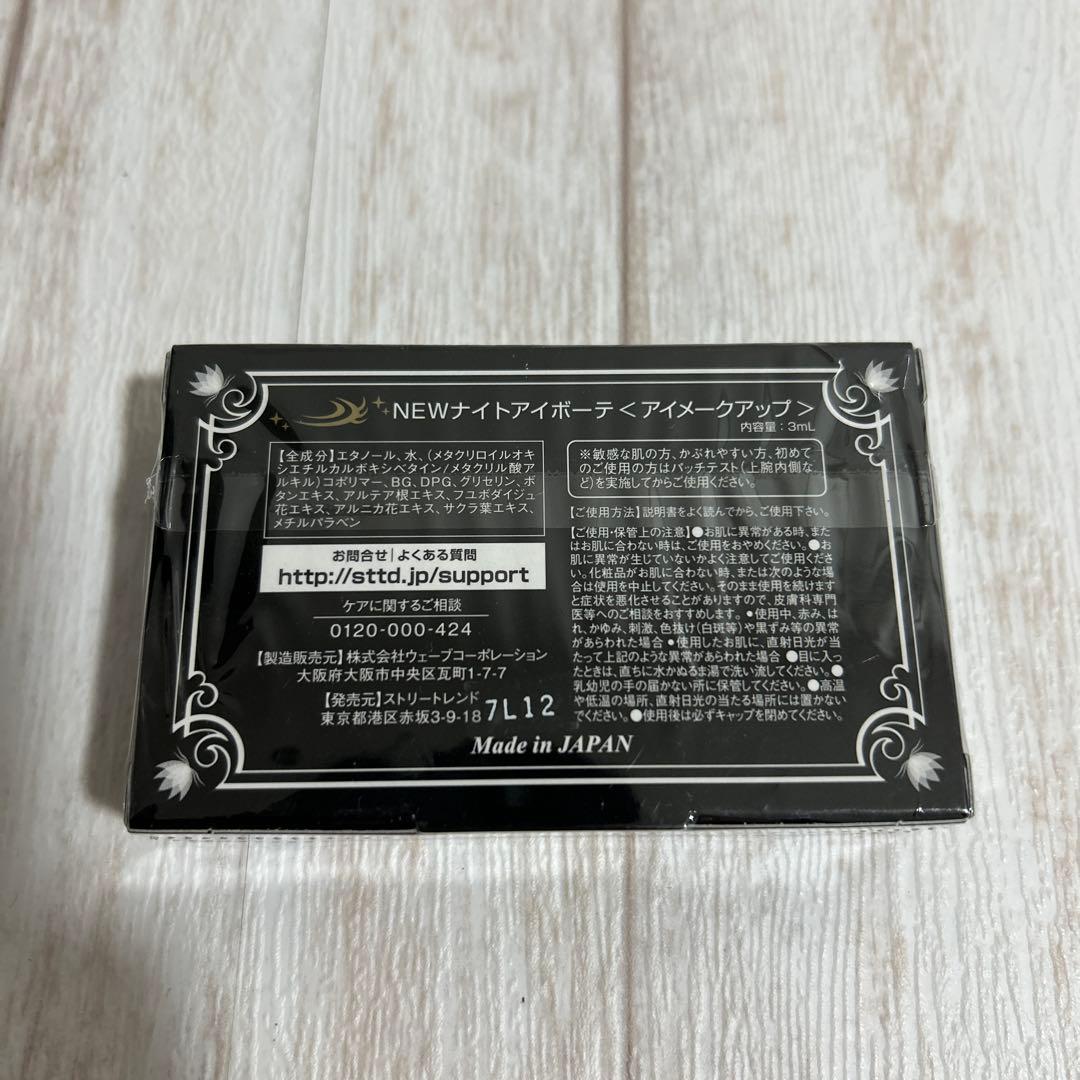 NEWナイトアイボーテ＜アイメークアップ＞
内容量：3mL
【全成分】エタノール、水、（メタクリロイルオキ
シエチルカルボキシベタイン/メタクリル酸ア
ルキル）コポリマー、BG、DPG、グリセリン、ボ
タンエキス、アルテア根エキス、フユボダイジュ
花エキス、アルニカ花エキス、サクラ葉エキス、
メチルパラベン
お問合せ｜よくある質問
http://sttd.jp/support
ケアに関するご相談
0120-000-424
【製造販売元】株式会社ウェーブコーポレーション
大阪府大阪市中央区瓦町1-7-7
【発売元】ストリートレンド
東京都港区赤坂3-9-18
7L12
※敏感な肌の方、かぶれやすい方、初めて
のご使用の方はパッチテスト（上腕内側な
ど）を実施してからご使用ください。
【ご使用方法】説明書をよく読んでから、ご使用下さい。
【ご使用・保管上の注意】●お肌に異常がある時、また
はお肌に合わない時は、ご使用をおやめください。●お
肌に異常が生じていないかよく注意してご使用くださ
い。化粧品がお肌に合わない時、または次のような場
合は使用を中止してください。そのまま使用を続けます
と症状を悪化させることがありますので、皮膚科専門
医等へのご相談をおすすめします。•使用中、赤み、は
れ、かゆみ、刺激、色抜け（白斑等）や黒ずみ等の異常
があらわれた場合 •使用したお肌に、直射日光が当
たって上記のような異常があらわれた場合 ●目に入っ
たときは、直ちに水かぬるま湯で洗い流してください。●
乳幼児の手の届かない所に保管してください。●高温
や低温の場所、直射日光の当たる場所には置かない
でください。●使用後は必ずキャップを閉めてください。
Made in JAPAN